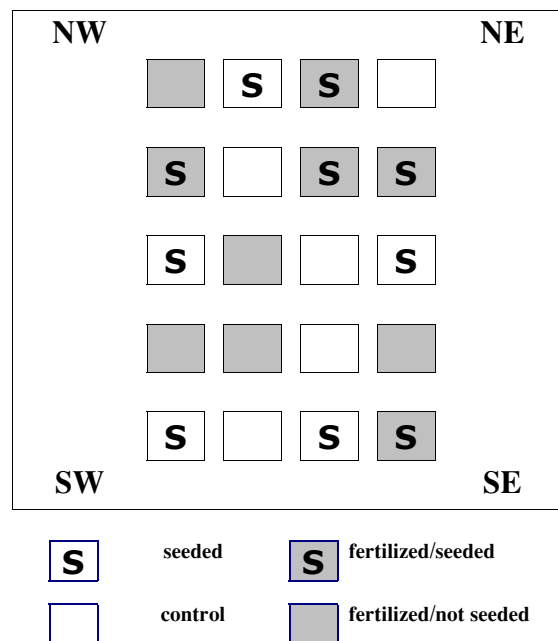 NW NE
S S
S S S
S S
S S S
SW SE
S seeded S fertilized/seeded
control fertilized/not seeded